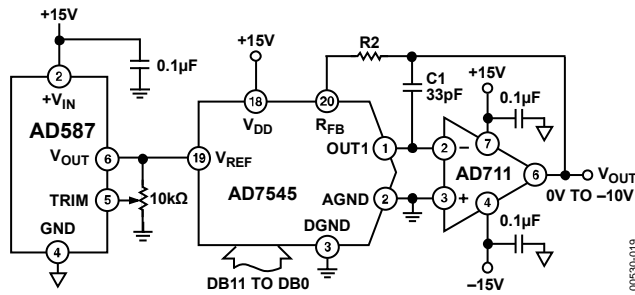 +15V
0.1µF
2
+VIN
AD587
VOUT
6
TRIM
5
10kΩ
GND
4
+15V
18
VDD
20
RFB
19
VREF
AD7545
OUT1
1
AGND
2
DGND
3
DB11 TO DB0
R2
C1
33pF
+15V
0.1µF
7
2
–
AD711
6
VOUT
0V TO –10V
3
+
4
0.1µF
–15V
00530-019